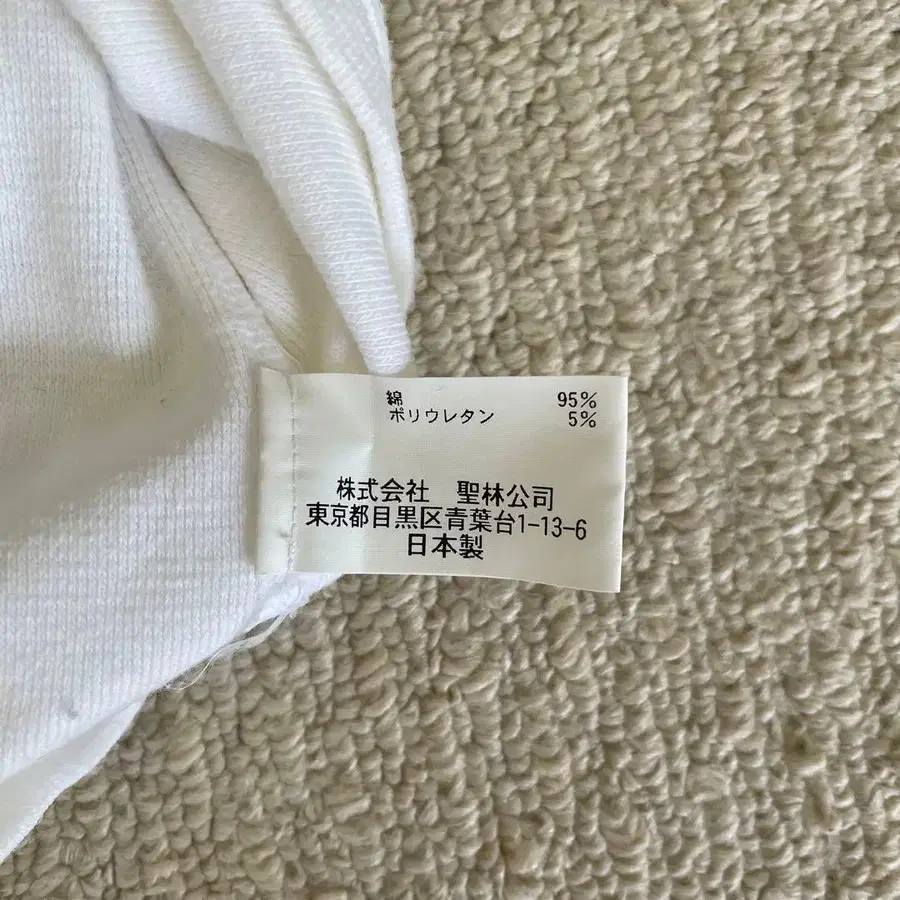 綿 95%
ポリウレタン 5%
株式会社 聖林公司
東京都目黒区青葉台1-13-6
日本製